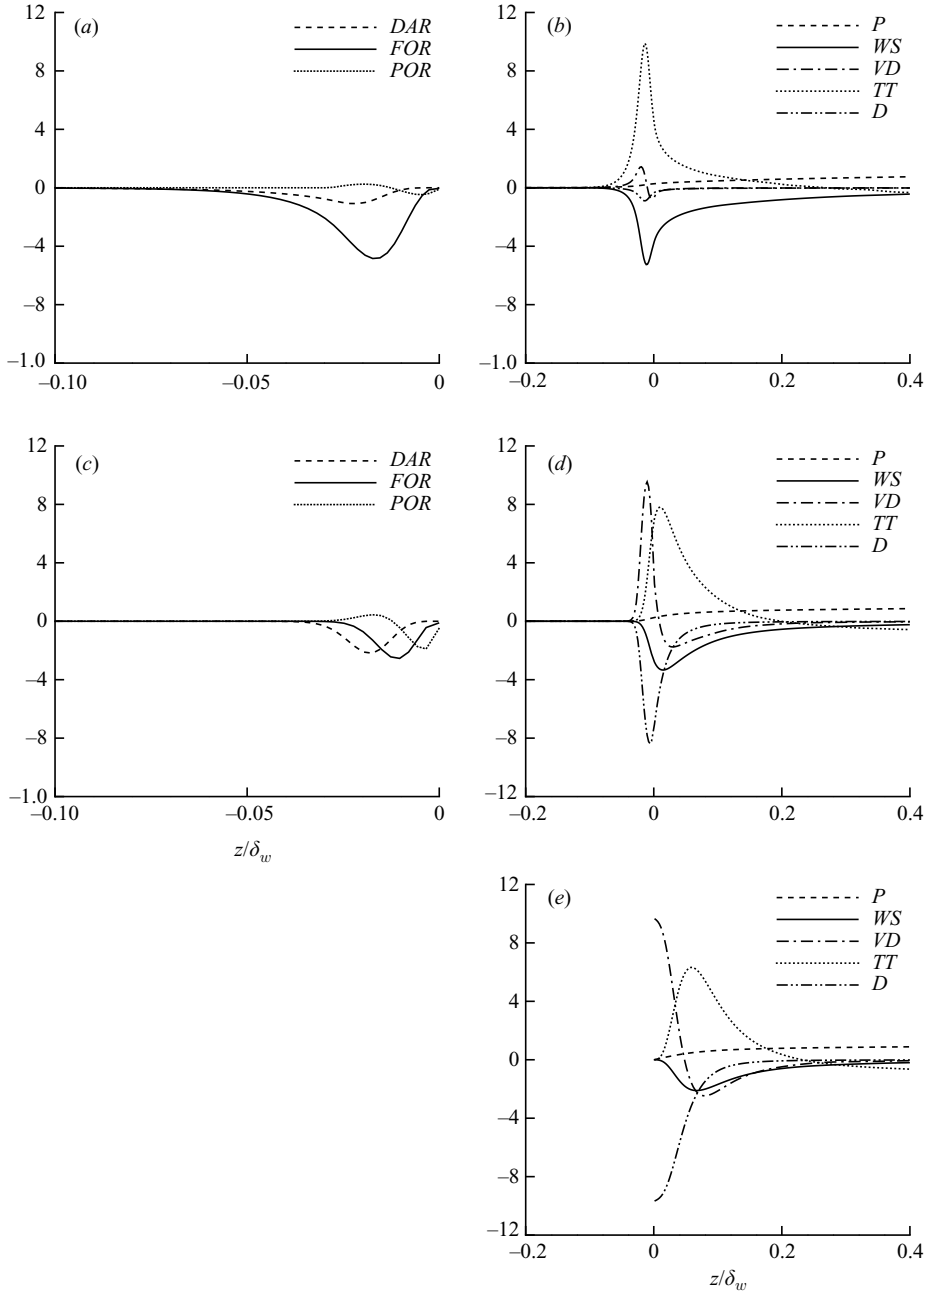 12
(a)
DAR
8
FOR
POR
4
0
–4
–8
–1.0
–0.10
–0.05
0
12
(b)
P
8
WS
VD
TT
4
D
0
–4
–8
–1.0
–0.2
0
0.2
0.4
12
(c)
DAR
8
FOR
POR
4
0
–4
–8
–1.0
–0.10
–0.05
0
z/δw
12
(d)
P
8
WS
VD
TT
4
D
0
–4
–8
–12
–0.2
0
0.2
0.4
12
(e)
P
8
WS
VD
TT
4
D
0
–4
–8
–12
–0.2
0
0.2
0.4
z/δw